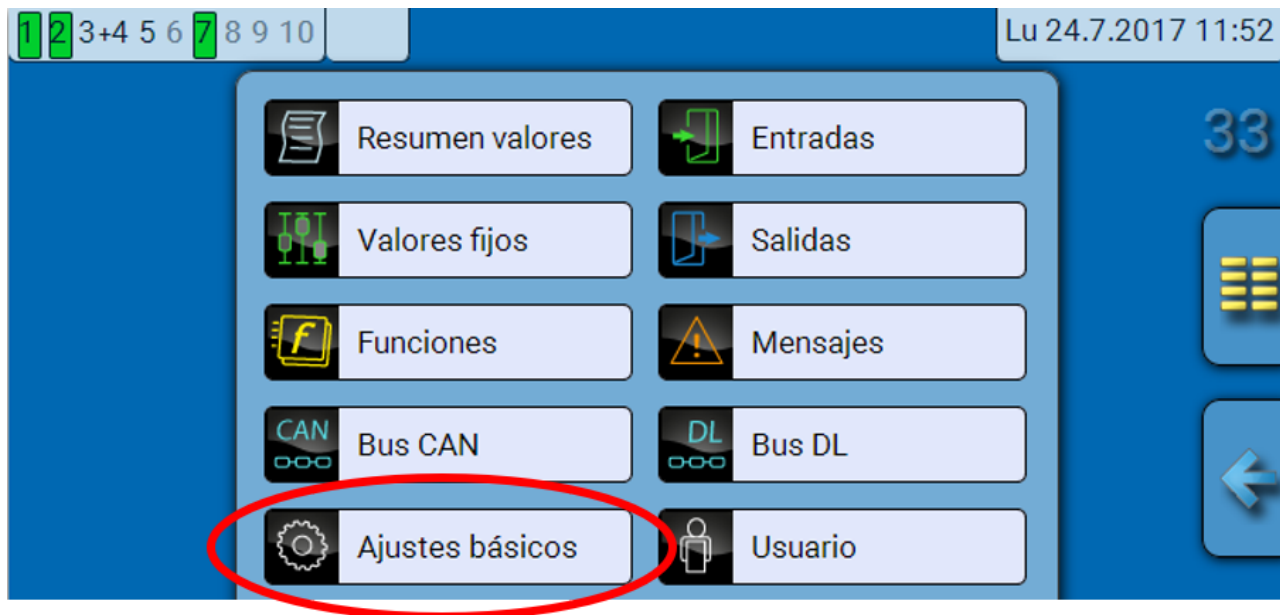 1 2 3+4 5 6 7 8 9 10
Lu 24.7.2017 11:52
Resumen valores
Entradas
33
Valores fijos
Salidas
f
Funciones
Mensajes
CAN
Bus CAN
DL
Bus DL
Ajustes básicos
Usuario